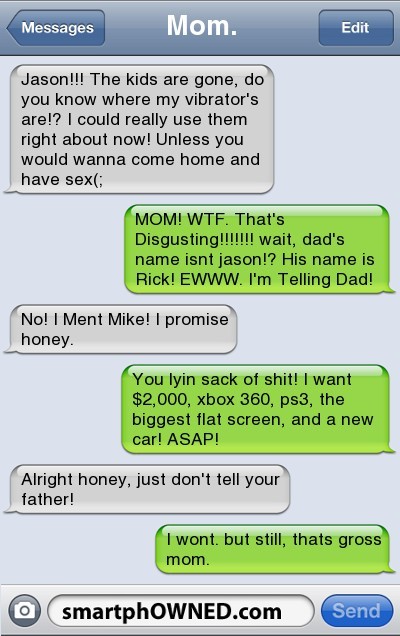 Messages
Mom.
Edit
Jason!!! The kids are gone, do
you know where my vibrator's
are!? I could really use them
right about now! Unless you
would wanna come home and
have sex(;
MOM! WTF. That's
Disgusting!!!!!!! wait, dad's
name isnt jason!? His name is
Rick! EWWW. I'm Telling Dad!
No! I Ment Mike! I promise
honey.
You lyin sack of shit! I want
$2,000, xbox 360, ps3, the
biggest flat screen, and a new
car! ASAP!
Alright honey, just don't tell your
father!
I wont. but still, thats gross
mom.
smartphOWNED.com
Send